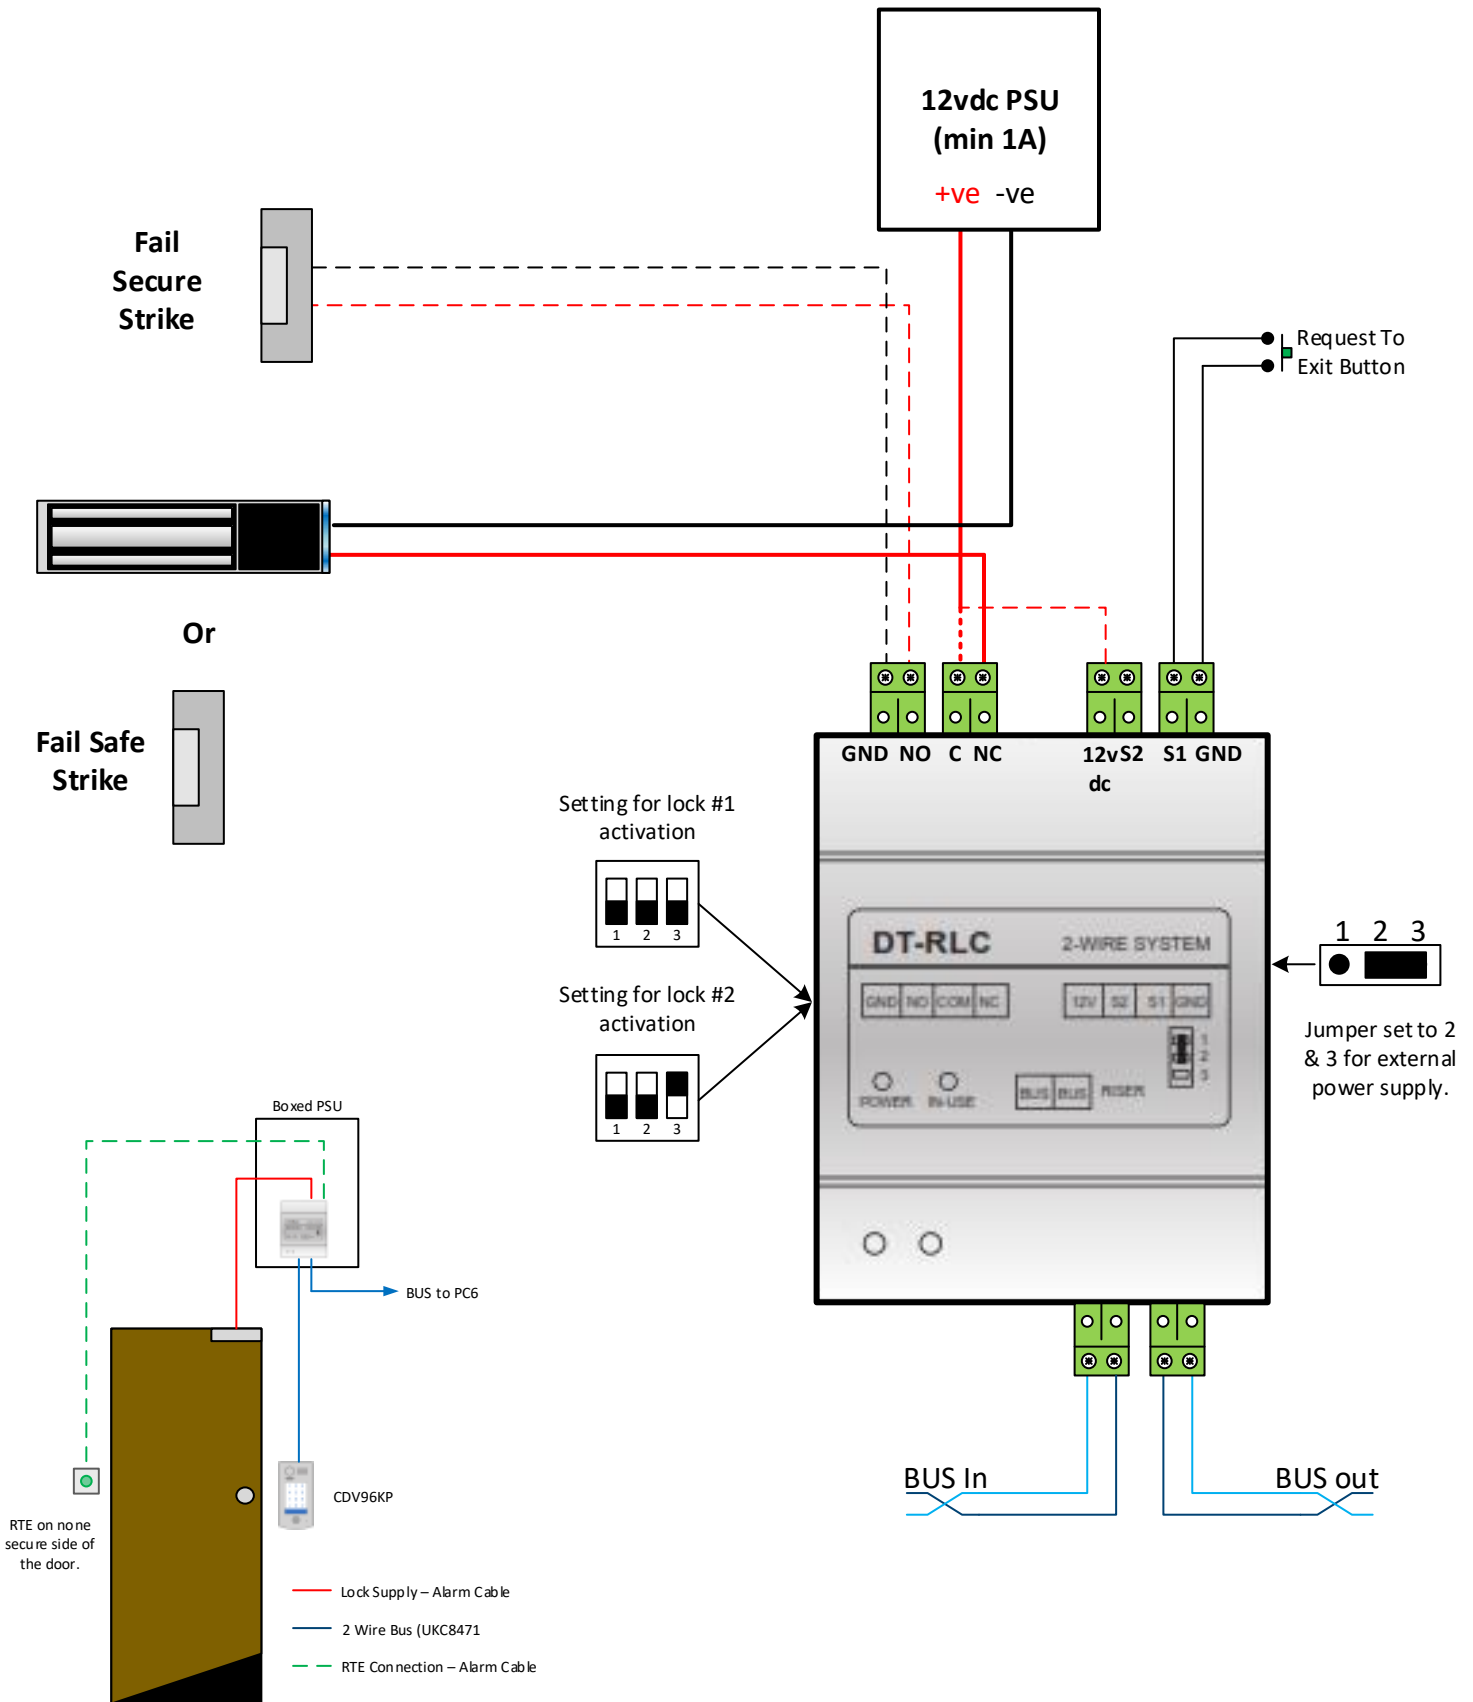 12vdc PSU
(min 1A)
+ve -ve
Fail
Secure
Strike
Request To
Exit Button
Or
Fail Safe
Strike
GND NO C NC 12v S2 S1 GND
dc
Setting for lock #1
activation
1 2 3
Setting for lock #2
activation
1 2 3
DT-RLC 2-WIRE SYSTEM
GND NO COM NC 12V S2 S1 GND
1
2
3
POWER IN-USE BUS BUS RISER
1 2 3
Jumper set to 2
& 3 for external
power supply.
Boxed PSU
BUS to PC6
CDV96KP
RTE on none
secure side of
the door.
BUS In
BUS out
Lock Supply – Alarm Cable
2 Wire Bus (UKC8471
RTE Connection – Alarm Cable